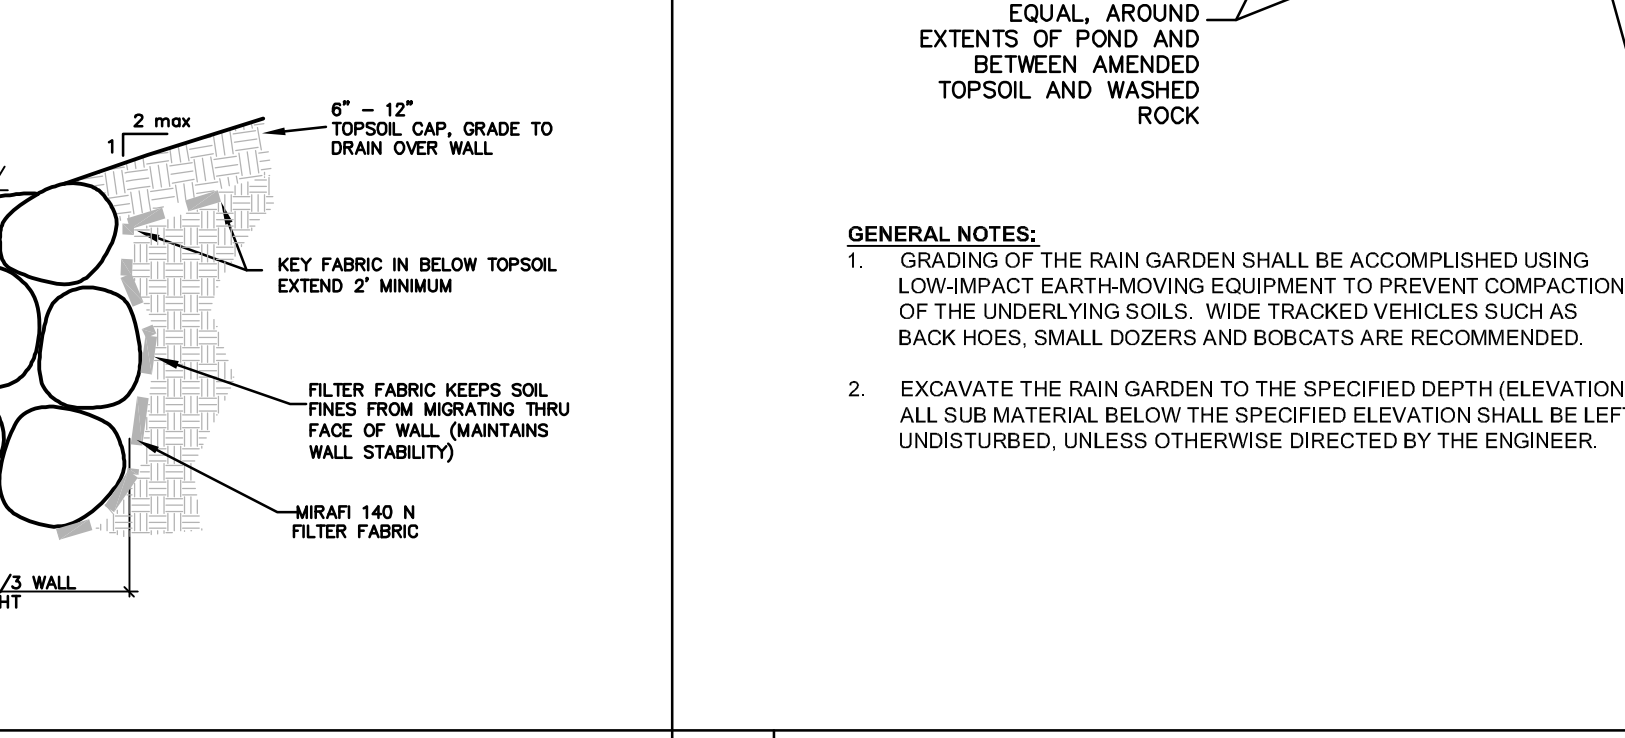 2 max
1
6" – 12"
TOPSOIL CAP, GRADE TO
DRAIN OVER WALL
KEY FABRIC IN BELOW TOPSOIL
EXTEND 2' MINIMUM
FILTER FABRIC KEEPS SOIL
FINES FROM MIGRATING THRU
FACE OF WALL (MAINTAINS
WALL STABILITY)
MIRAFI 140 N
FILTER FABRIC
/3 WALL
HT
EQUAL, AROUND
EXTENTS OF POND AND
BETWEEN AMENDED
TOPSOIL AND WASHED
ROCK
GENERAL NOTES:
1. GRADING OF THE RAIN GARDEN SHALL BE ACCOMPLISHED USING
LOW-IMPACT EARTH-MOVING EQUIPMENT TO PREVENT COMPACTION
OF THE UNDERLYING SOILS. WIDE TRACKED VEHICLES SUCH AS
BACK HOES, SMALL DOZERS AND BOBCATS ARE RECOMMENDED.
2. EXCAVATE THE RAIN GARDEN TO THE SPECIFIED DEPTH (ELEVATION
ALL SUB MATERIAL BELOW THE SPECIFIED ELEVATION SHALL BE LEFT
UNDISTURBED, UNLESS OTHERWISE DIRECTED BY THE ENGINEER.